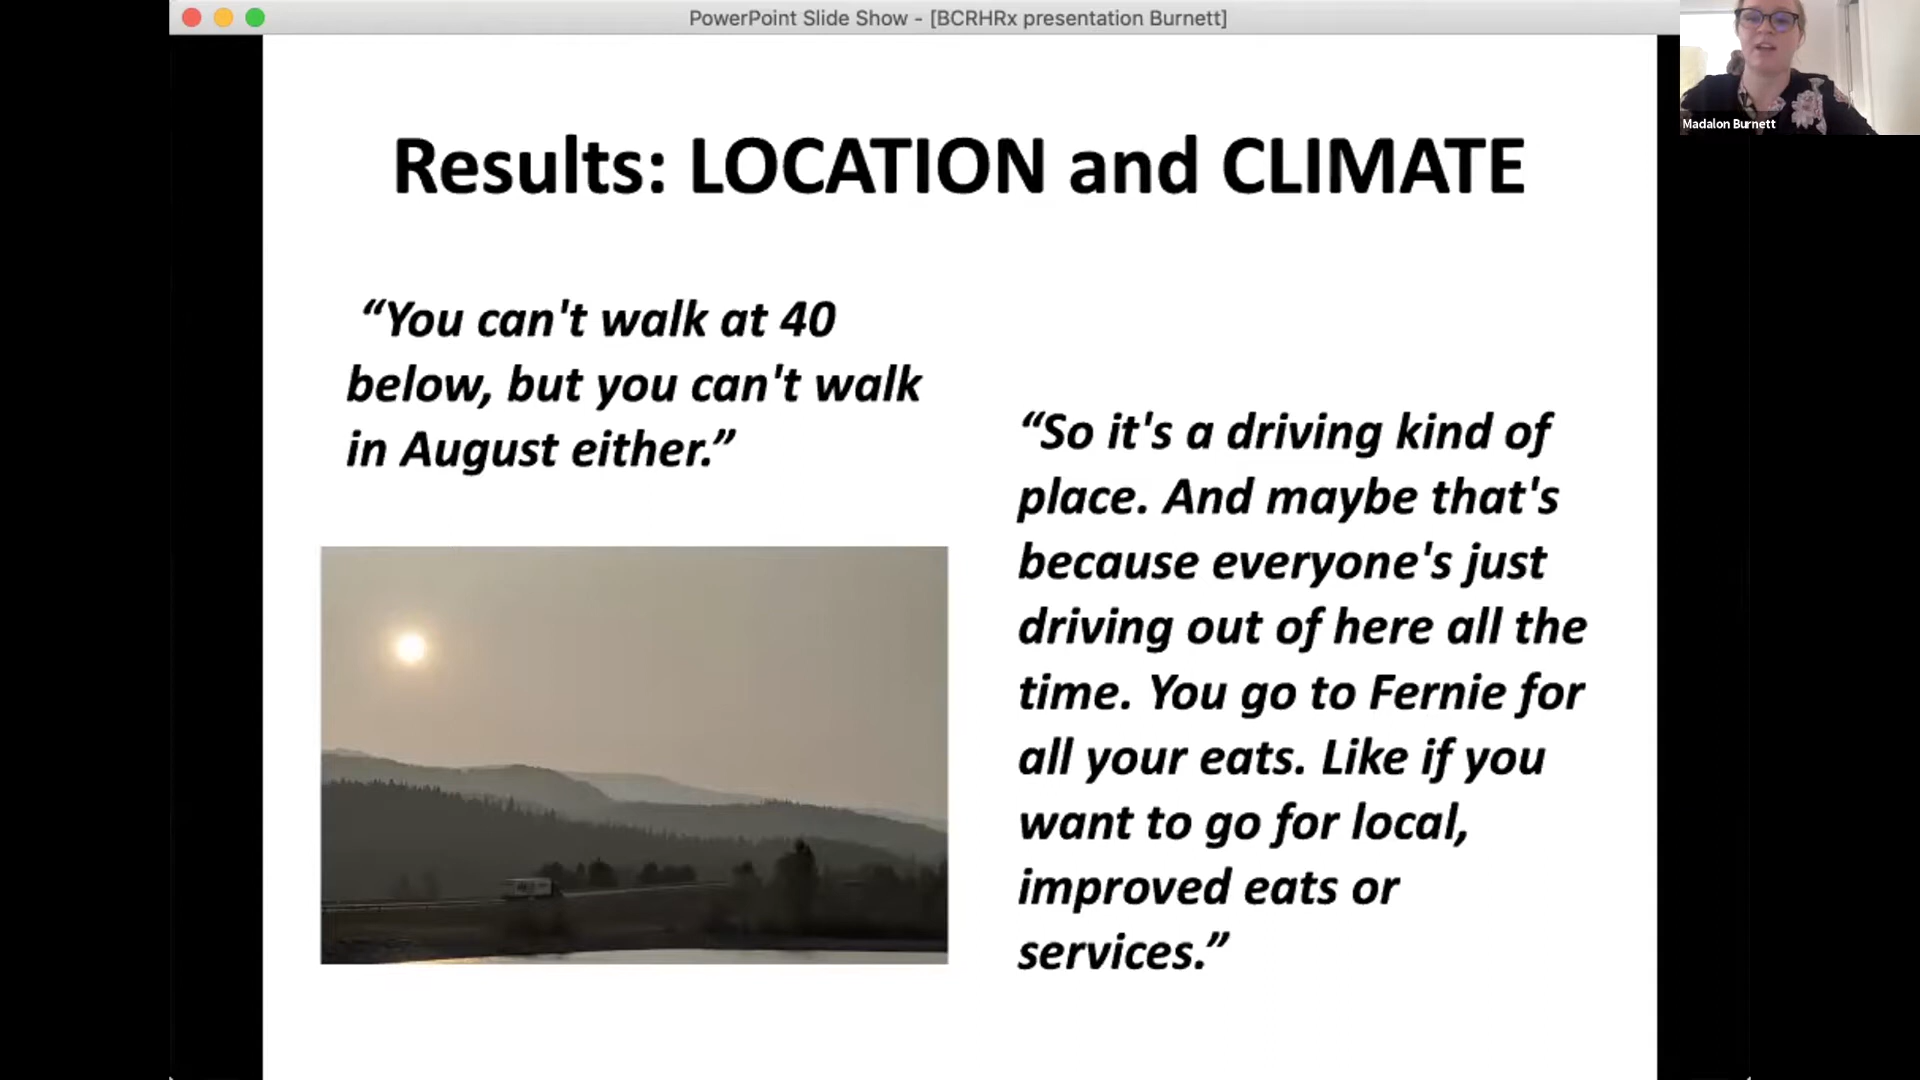 PowerPoint Slide Show - [BCRHRx presentation Burnett]
Madalon Burnett
Results: LOCATION and CLIMATE
“You can't walk at 40
below, but you can't walk
in August either.”
“So it's a driving kind of
place. And maybe that's
because everyone's just
driving out of here all the
time. You go to Fernie for
all your eats. Like if you
want to go for local,
improved eats or
services.”